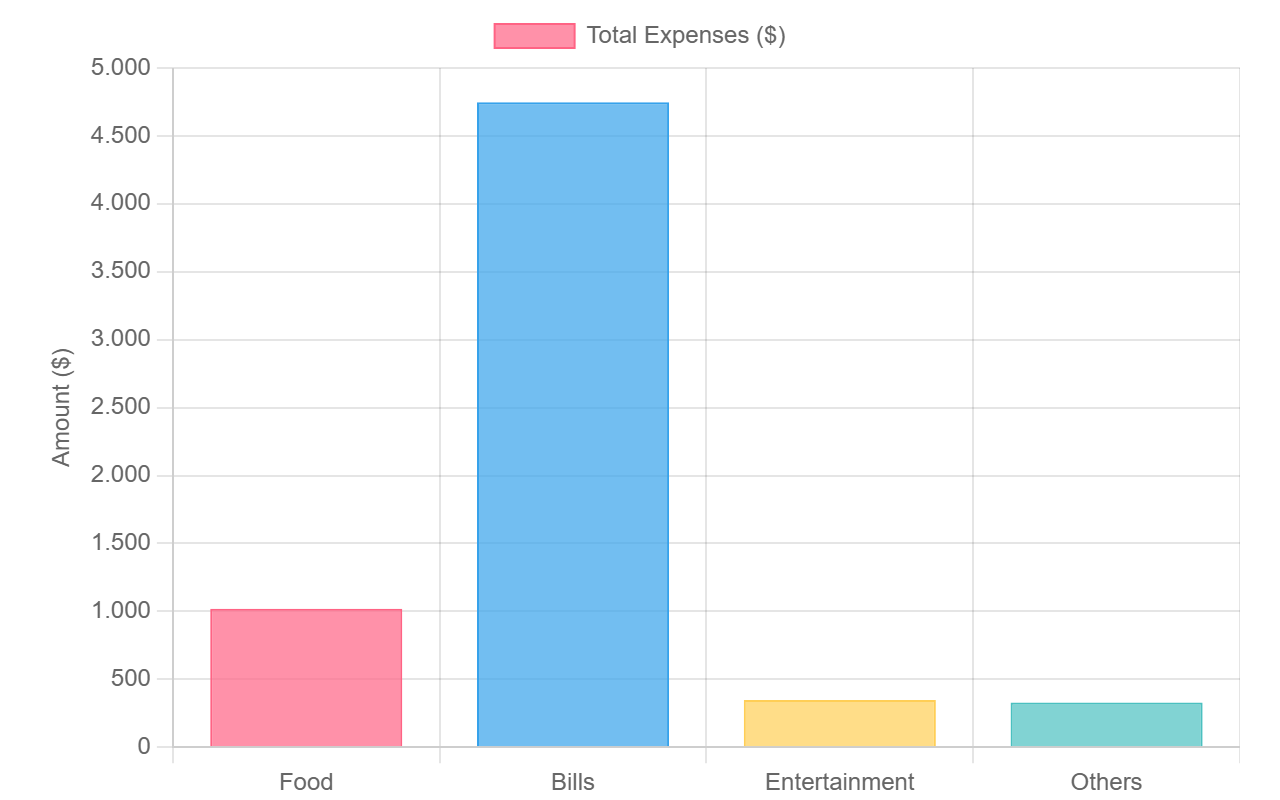 Total Expenses ($)
5.000
4.500
4.000
3.500
3.000
2.500
2.000
1.500
1.000
500
0
Amount ($)
Food
Bills
Entertainment
Others